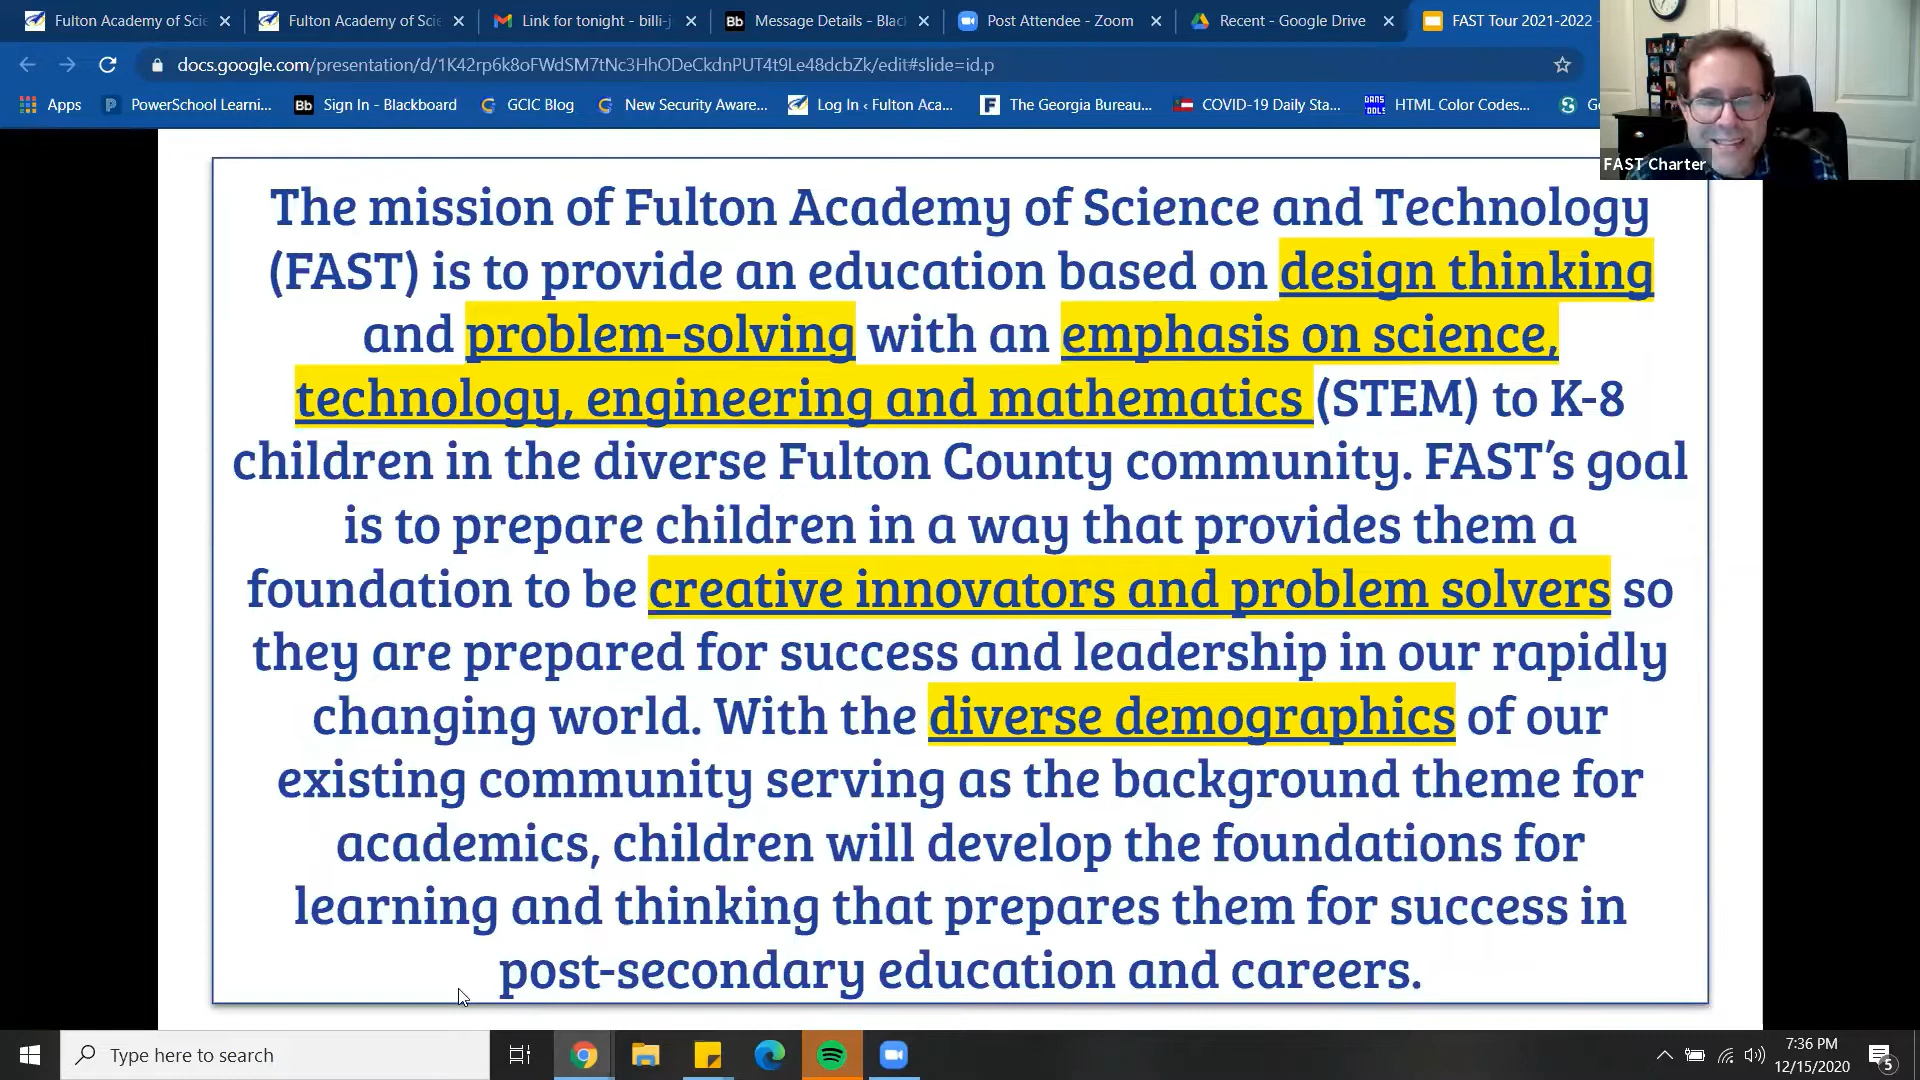 Fulton Academy of Scie
Fulton Academy of Scie
Link for tonight - billi-j
Bb
Message Details - Blac
Post Attendee - Zoom
Recent - Google Drive
FAST Tour 2021-2022 -
docs.google.com/presentation/d/1K42rp6k8oFWdSM7tNc3HhODeCkdnPUT4t9Le48dcbZk/edit#slide=id.p
Apps
PowerSchool Learni...
Bb
Sign In - Blackboard
GCIC Blog
New Security Aware...
Log In ‹ Fulton Aca...
The Georgia Bureau...
COVID-19 Daily Sta...
HTML Color Codes...
FAST Charter
The mission of Fulton Academy of Science and Technology
(FAST) is to provide an education based on design thinking
and problem-solving with an emphasis on science,
technology, engineering and mathematics (STEM) to K-8
children in the diverse Fulton County community. FAST’s goal
is to prepare children in a way that provides them a
foundation to be creative innovators and problem solvers so
they are prepared for success and leadership in our rapidly
changing world. With the diverse demographics of our
existing community serving as the background theme for
academics, children will develop the foundations for
learning and thinking that prepares them for success in
post-secondary education and careers.
Type here to search
7:36 PM
12/15/2020
5